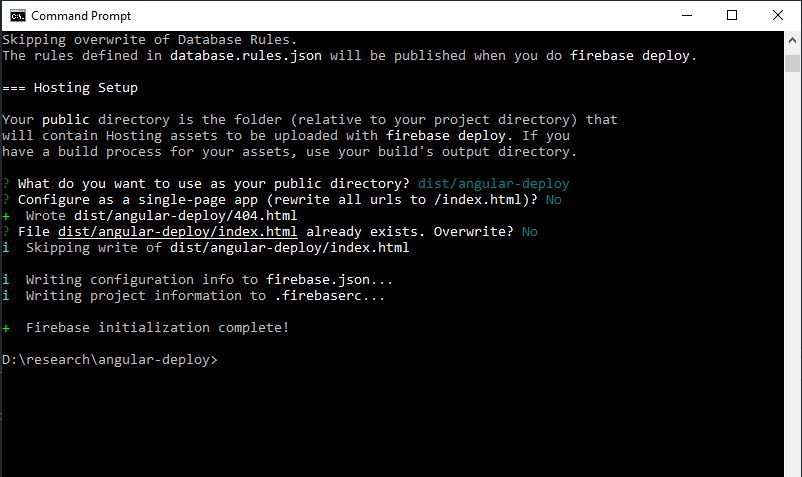 Command Prompt
Skipping overwrite of Database Rules.
The rules defined in database.rules.json will be published when you do firebase deploy.
=== Hosting Setup
Your public directory is the folder (relative to your project directory) that
will contain Hosting assets to be uploaded with firebase deploy. If you
have a build process for your assets, use your build's output directory.
? What do you want to use as your public directory? dist/angular-deploy
? Configure as a single-page app (rewrite all urls to /index.html)? No
+  Wrote dist/angular-deploy/404.html
? File dist/angular-deploy/index.html already exists. Overwrite? No
i  Skipping write of dist/angular-deploy/index.html
i  Writing configuration info to firebase.json...
i  Writing project information to .firebaserc...
+  Firebase initialization complete!
D:\research\angular-deploy>